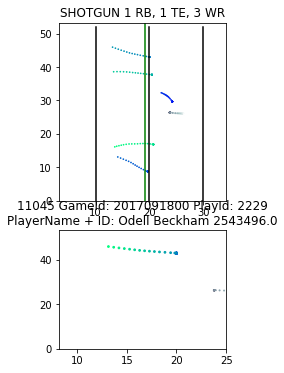 SHOTGUN 1 RB, 1 TE, 3 WR
50
40
30
20
10
0
10 20 30
11045 GameId: 2017091800 PlayId: 2229
PlayerName + ID: Odell Beckham 2543496.0
40
20
0
10 15 20 25